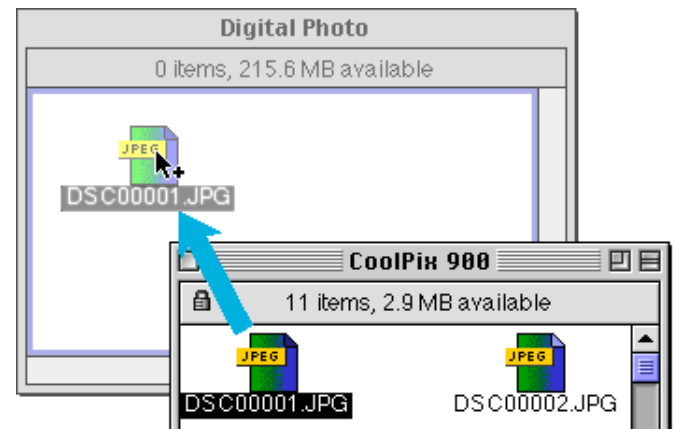 Digital Photo
0 items, 215.6 MB available
JPEG
DSC00001.JPG
CoolPix 900
11 items, 2.9 MB available
JPEG
JPEG
DSC00001.JPG
DSC00002.JPG